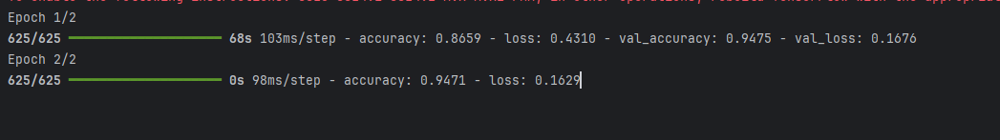 Epoch 1/2
625/625 ━━━━━━━━━━━━━━━━━━━━ 68s 103ms/step - accuracy: 0.8659 - loss: 0.4310 - val_accuracy: 0.9475 - val_loss: 0.1676
Epoch 2/2
625/625 ━━━━━━━━━━━━━━━━━━━━ 0s 98ms/step - accuracy: 0.9471 - loss: 0.1629